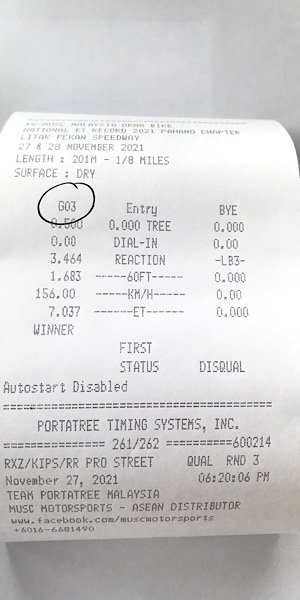 KK-MUSC MALAYSIA DRAG BIKE
NATIONAL ET RECORD 2021 PAHANG CHAPTER
LITAR PEKAN SPEEDWAY
27 & 28 NOVEMBER 2021
LENGTH : 201M - 1/8 MILES
SURFACE : DRY
G03 Entry BYE
0.500 0.000 TREE 0.000
0.00 DIAL-IN 0.00
3.464 REACTION -LB3-
1.683 -----60FT----- 0.000
156.00 -----KM/H----- 0.00
7.037 ------ET------ 0.000
WINNER
FIRST
STATUS DISQUAL
Autostart Disabled
========================================
PORTATREE TIMING SYSTEMS, INC.
=============== 261/262 ==========600214
RXZ/KIPS/RR PRO STREET QUAL RND 3
November 27, 2021 06:20:06 PM
TEAM PORTATREE MALAYSIA
MUSC MOTORSPORTS - ASEAN DISTRIBUTOR
www.facebook.com/muscmotorsports
+6016-6681490